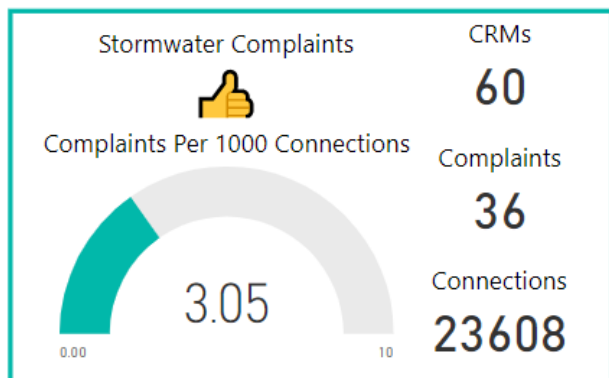 Stormwater Complaints
Complaints Per 1000 Connections
3.05
0.00
10
CRMs
60
Complaints
36
Connections
23608